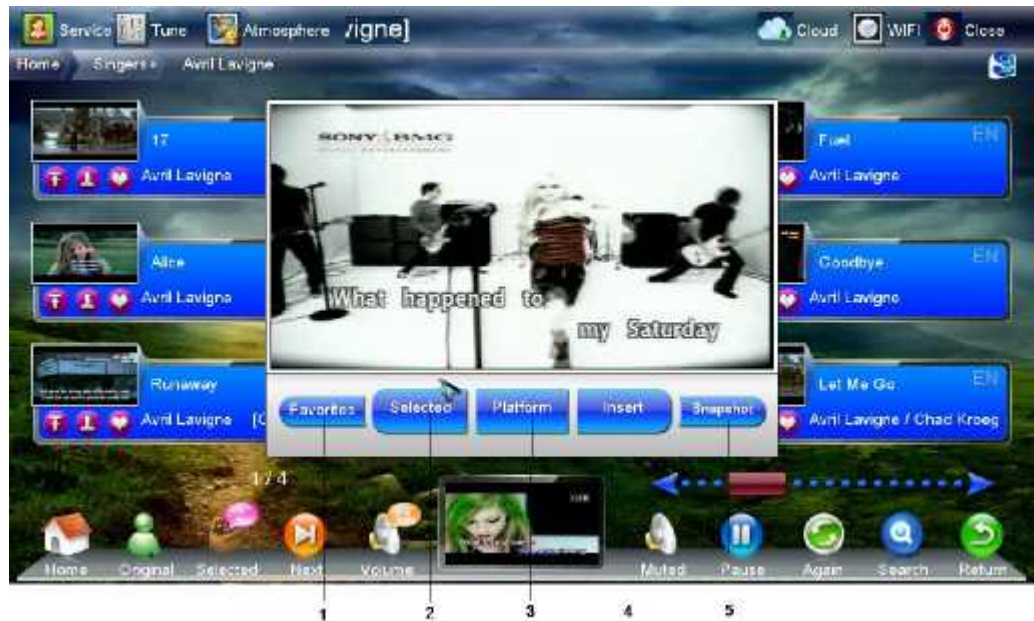 Service Tune Atmosphere vigne] Cloud WIFI Close
Home Singers Avril Lavigne
17
Avril Lavigne
Alice
Avril Lavigne
Runaway
Avril Lavigne [C
SONY BMG
What happened to
my Saturday
Favorites Selected Platform Insert Snapshot
Fuel EN
Avril Lavigne
Goodbye EN
Avril Lavigne
Let Me Go EN
Avril Lavigne / Chad Kroeg
1 / 4
Home Original Selected Next Volume Muted Pause Again Search Return
1 2 3 4 5